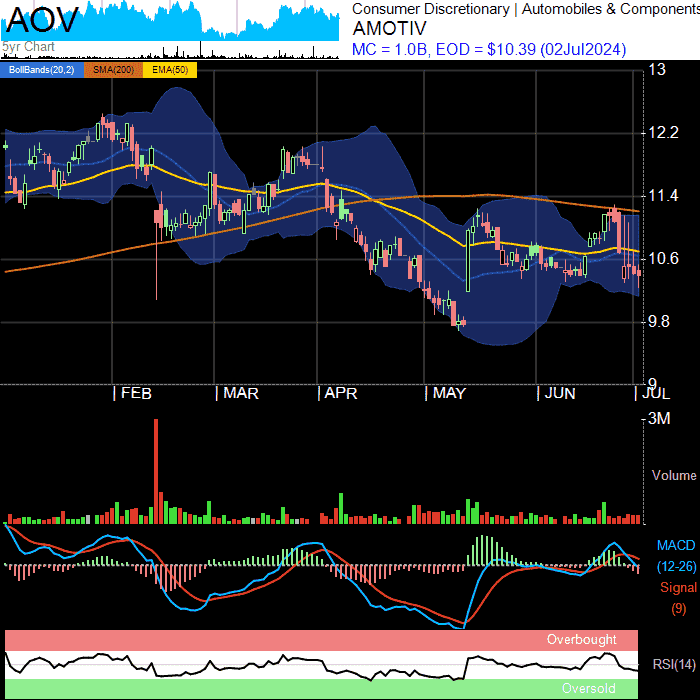 AOV
5yr Chart
Consumer Discretionary | Automobiles & Components
AMOTIV
MC = 1.0B, EOD = $10.39 (02Jul2024)
BollBands(20,2) SMA(200) EMA(50)
13
12.2
11.4
10.6
9.8
9
FEB MAR APR MAY JUN JUL
3M
Volume
MACD
(12-26)
Signal
(9)
Overbought
RSI(14)
Oversold